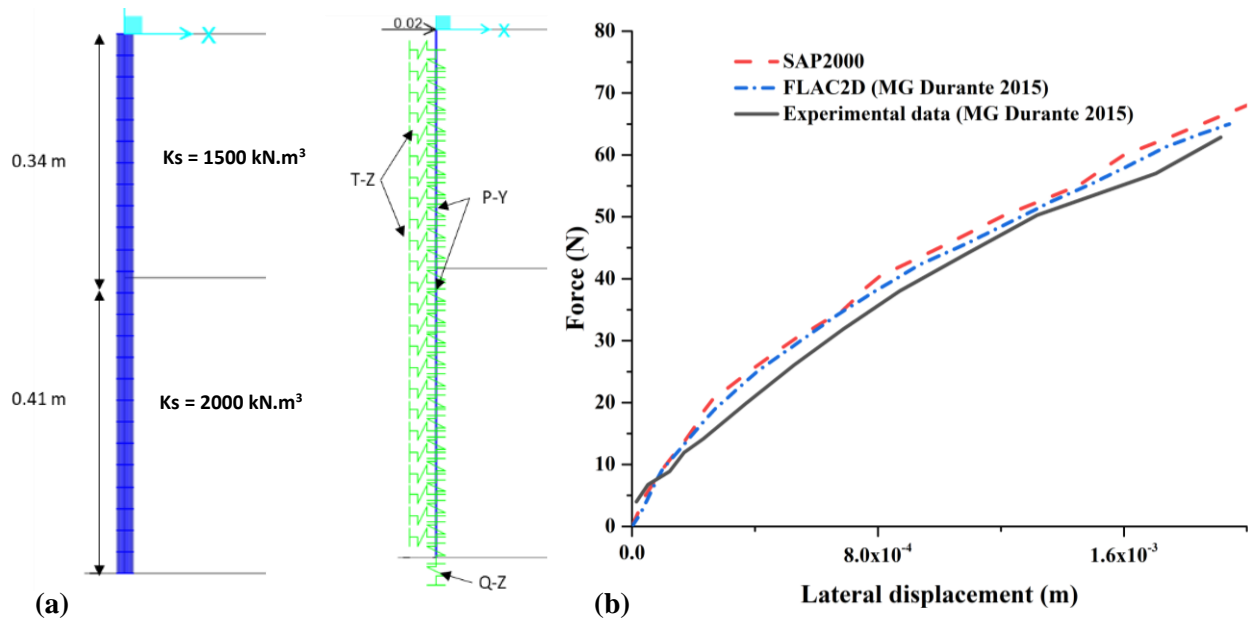 X
0.34 m
Ks = 1500 kN.m³
0.41 m
Ks = 2000 kN.m³
(a)
0.02
X
T-Z
P-Y
Q-Z
(b)
80
70
60
50
40
30
20
10
0
Force (N)
SAP2000
FLAC2D (MG Durante 2015)
Experimental data (MG Durante 2015)
0.0
8.0x10⁻⁴
1.6x10⁻³
Lateral displacement (m)